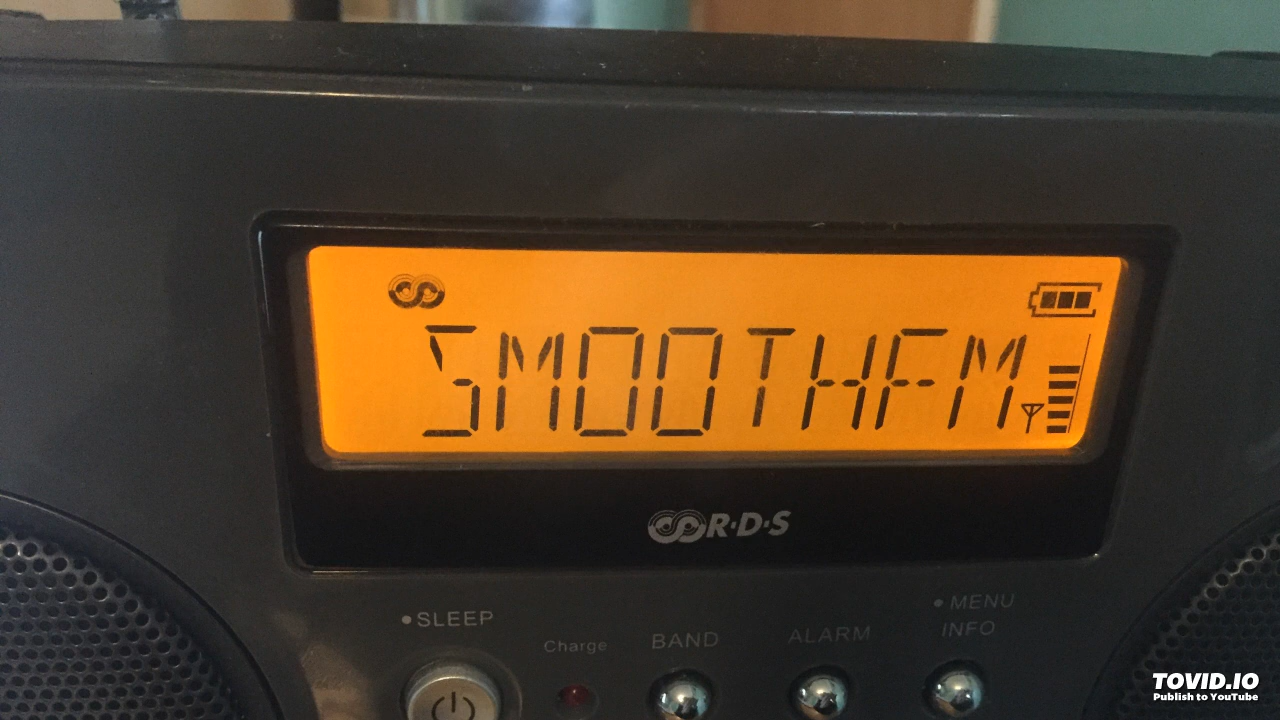 SMOOTHFM
R·D·S
•SLEEP
Charge
BAND
ALARM
•MENU
INFO
TOVID.IO
Publish to YouTube